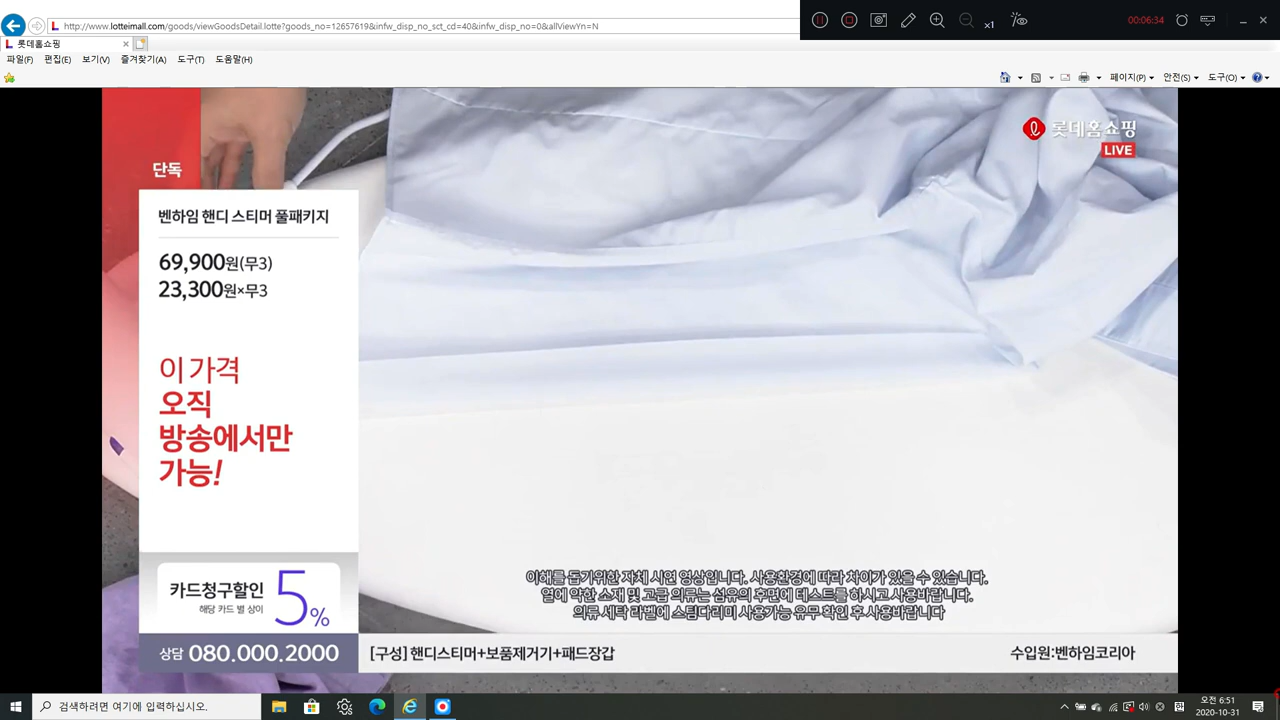 http://www.lotteimall.com/goods/viewGoodsDetail.lotte?goods_no=12657619&infw_disp_no_sct_cd=40&infw_disp_no=0&allViewYn=N
x1
00:06:34
롯데홈쇼핑
파일(F) 편집(E) 보기(V) 즐겨찾기(A) 도구(T) 도움말(H)
페이지(P) 안전(S) 도구(O)
롯데홈쇼핑
LIVE
단독
벤하임 핸디 스티머 풀패키지
69,900원(무3)
23,300원×무3
이 가격
오직
방송에서만
가능!
카드청구할인
해당 카드 별 상이
5%
이해를 돕기위한 자체 시연 영상입니다. 사용환경에 따라 차이가 있을 수 있습니다.
열에 약한 소재 및 고급 의류는 섬유의 후면에 테스트를 하시고 사용바랍니다.
의류 세탁 라벨에 스팀다리미 사용가능 유무 확인 후 사용바랍니다
상담 080.000.2000
[구성] 핸디스티머+보풀제거기+패드장갑
수입원:벤하임코리아
검색하려면 여기에 입력하십시오.
오전 6:51
2020-10-31